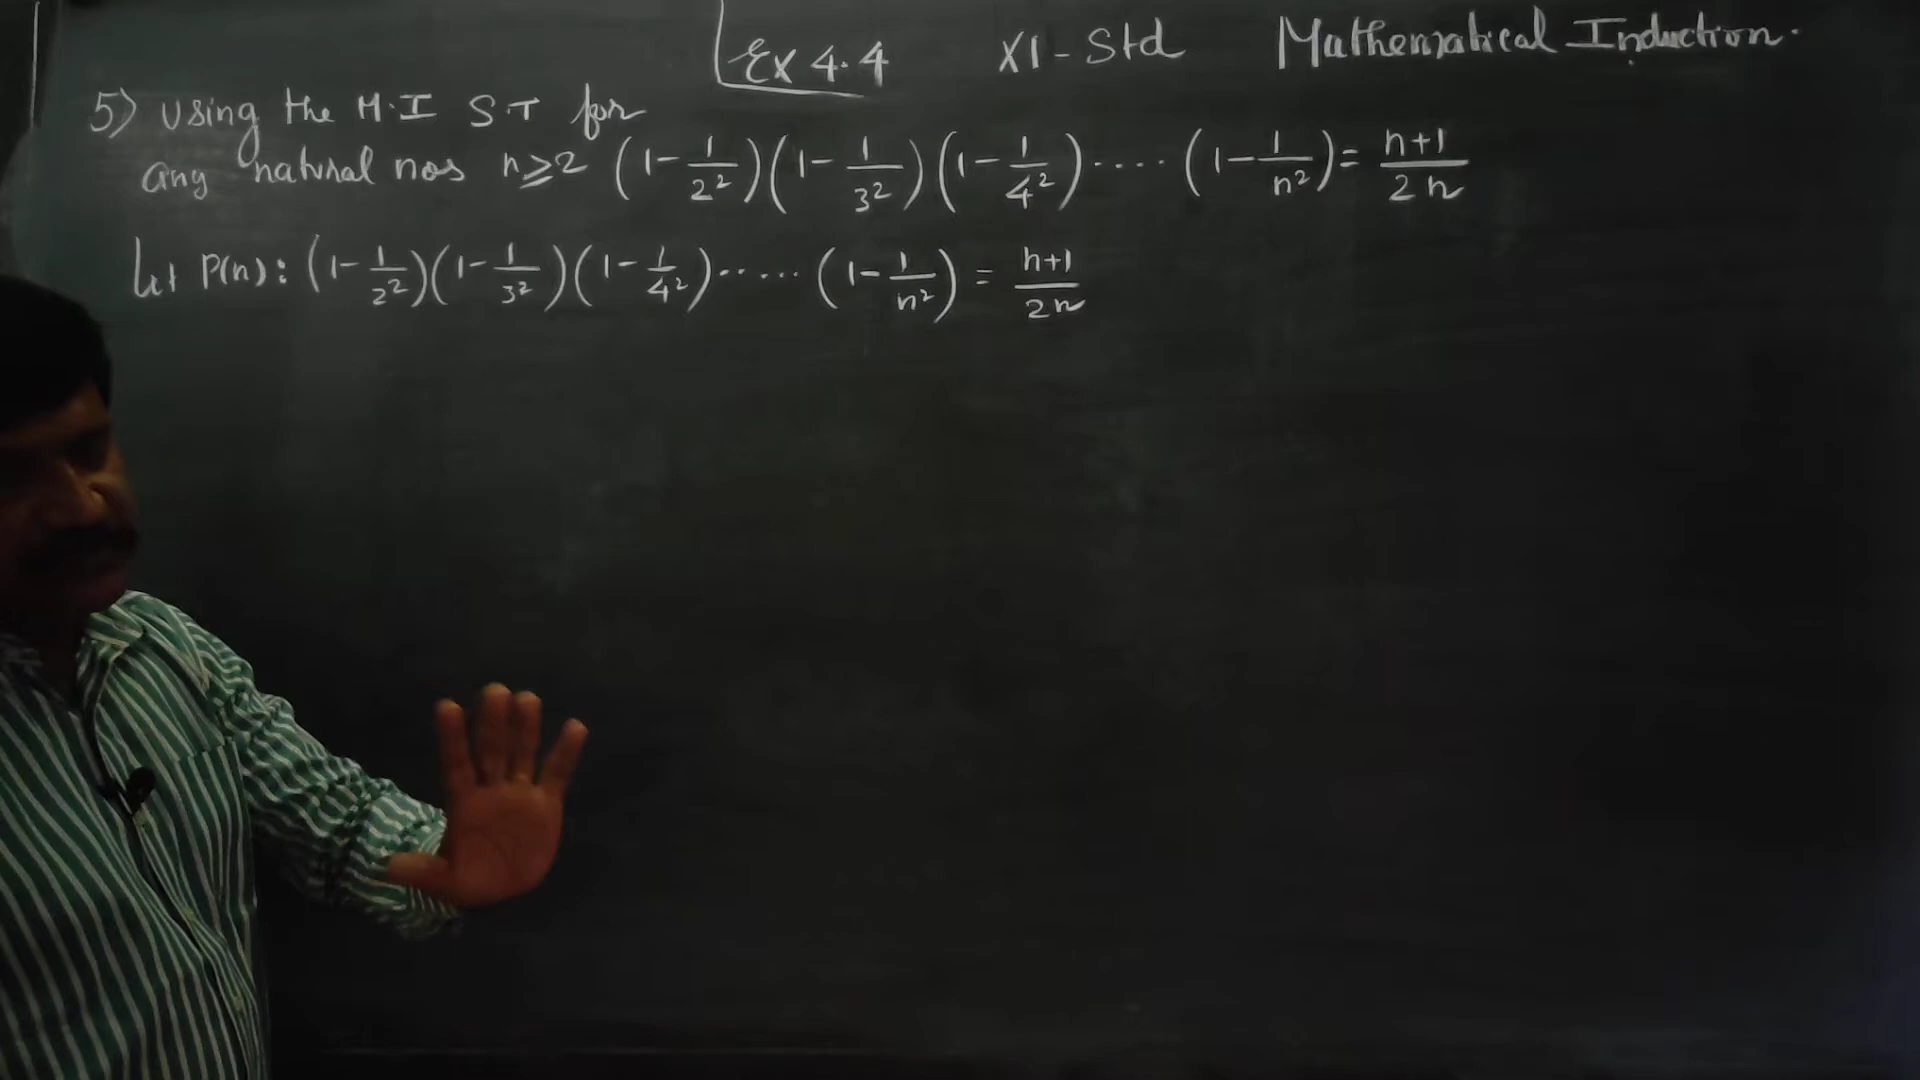 Ex 4.4 XI-Std Mathematical Induction.
5) Using the M.I S.T for
any natural nos n≥2 (1-1/2²)(1-1/3²)(1-1/4²).....(1-1/n²)=(n+1)/2n
Let P(n): (1-1/2²)(1-1/3²)(1-1/4²)......(1-1/n²) = (n+1)/2n